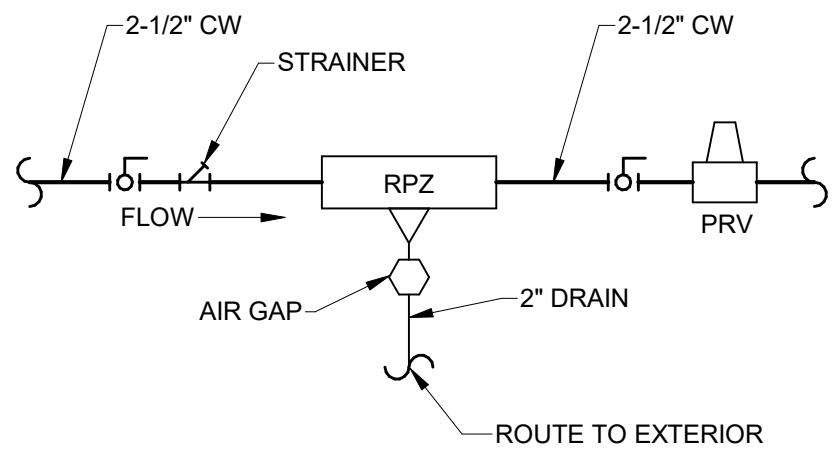 2-1/2" CW
2-1/2" CW
STRAINER
RPZ
FLOW
PRV
AIR GAP
2" DRAIN
ROUTE TO EXTERIOR